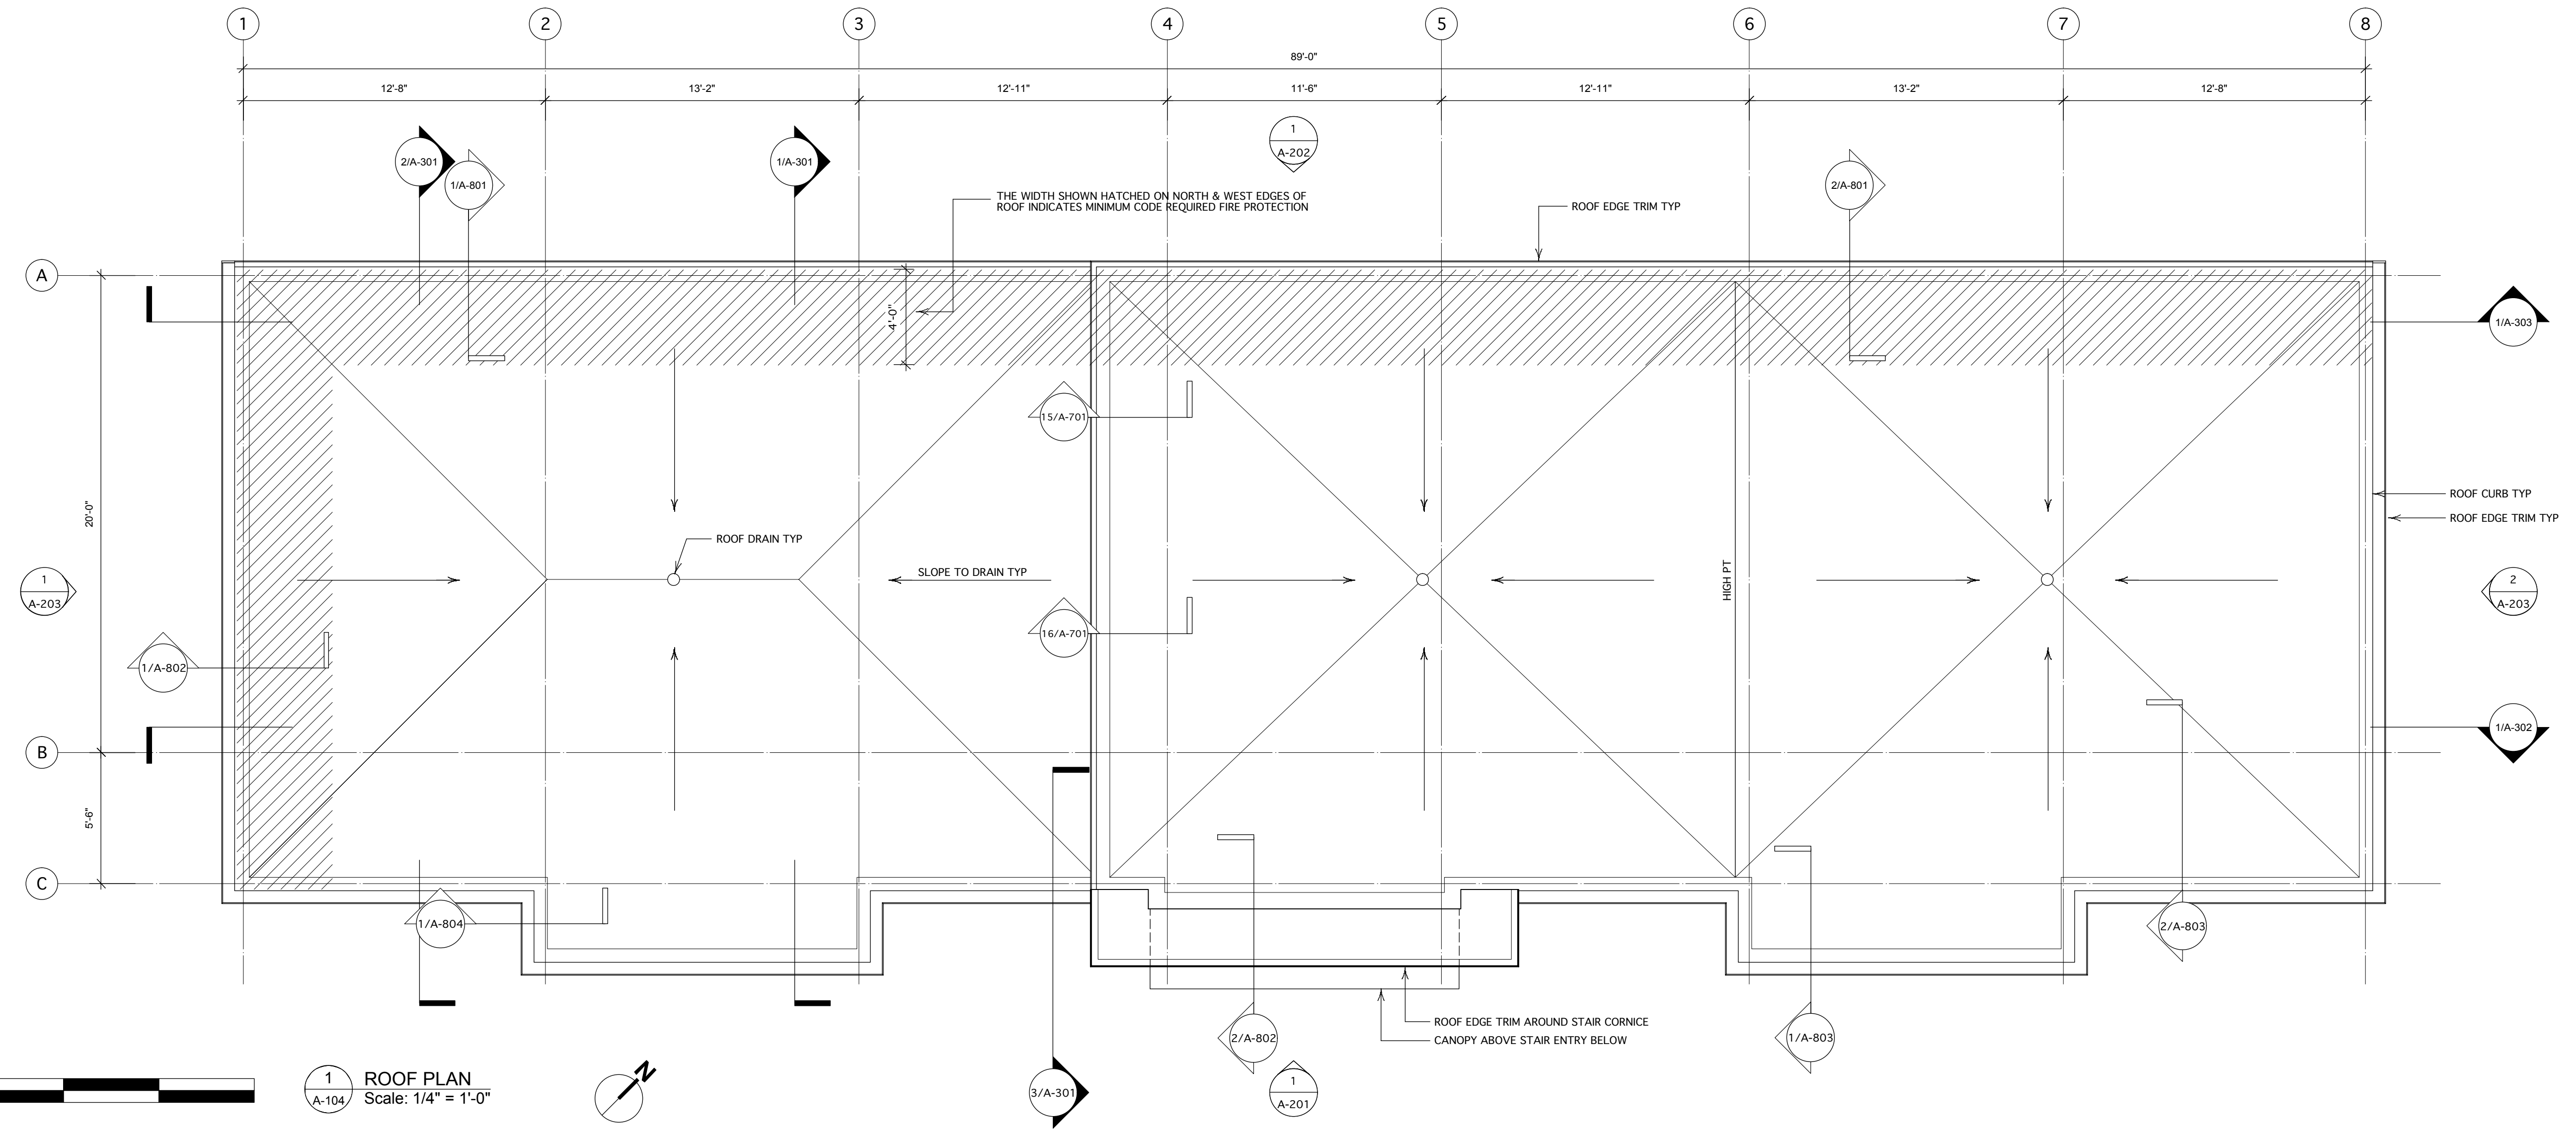 1 2 3 4 5 6 7 8
89'-0"
12'-8" 13'-2" 12'-11" 11'-6" 12'-11" 13'-2" 12'-8"
1
A-202
2/A-301
1/A-301
1/A-801
2/A-801
THE WIDTH SHOWN HATCHED ON NORTH & WEST EDGES OF
ROOF INDICATES MINIMUM CODE REQUIRED FIRE PROTECTION
ROOF EDGE TRIM TYP
A
4'-0"
1/A-303
15/A-701
ROOF CURB TYP
20'-0"
ROOF EDGE TRIM TYP
ROOF DRAIN TYP
SLOPE TO DRAIN TYP
HIGH PT
1
A-203
2
A-203
16/A-701
1/A-802
1/A-302
B
5'-6"
C
1/A-804
2/A-803
ROOF EDGE TRIM AROUND STAIR CORNICE
CANOPY ABOVE STAIR ENTRY BELOW
2/A-802
1/A-803
1
A-104
ROOF PLAN
Scale: 1/4" = 1'-0"
N
3/A-301
1
A-201